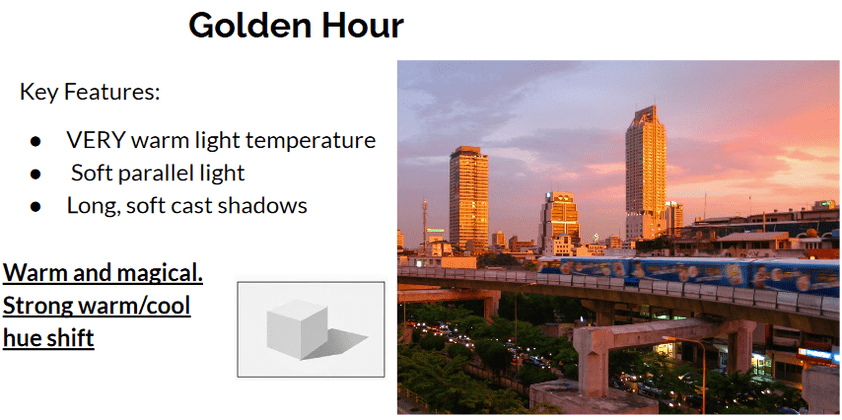 Golden Hour
Key Features:
● VERY warm light temperature
● Soft parallel light
● Long, soft cast shadows
Warm and magical.
Strong warm/cool
hue shift